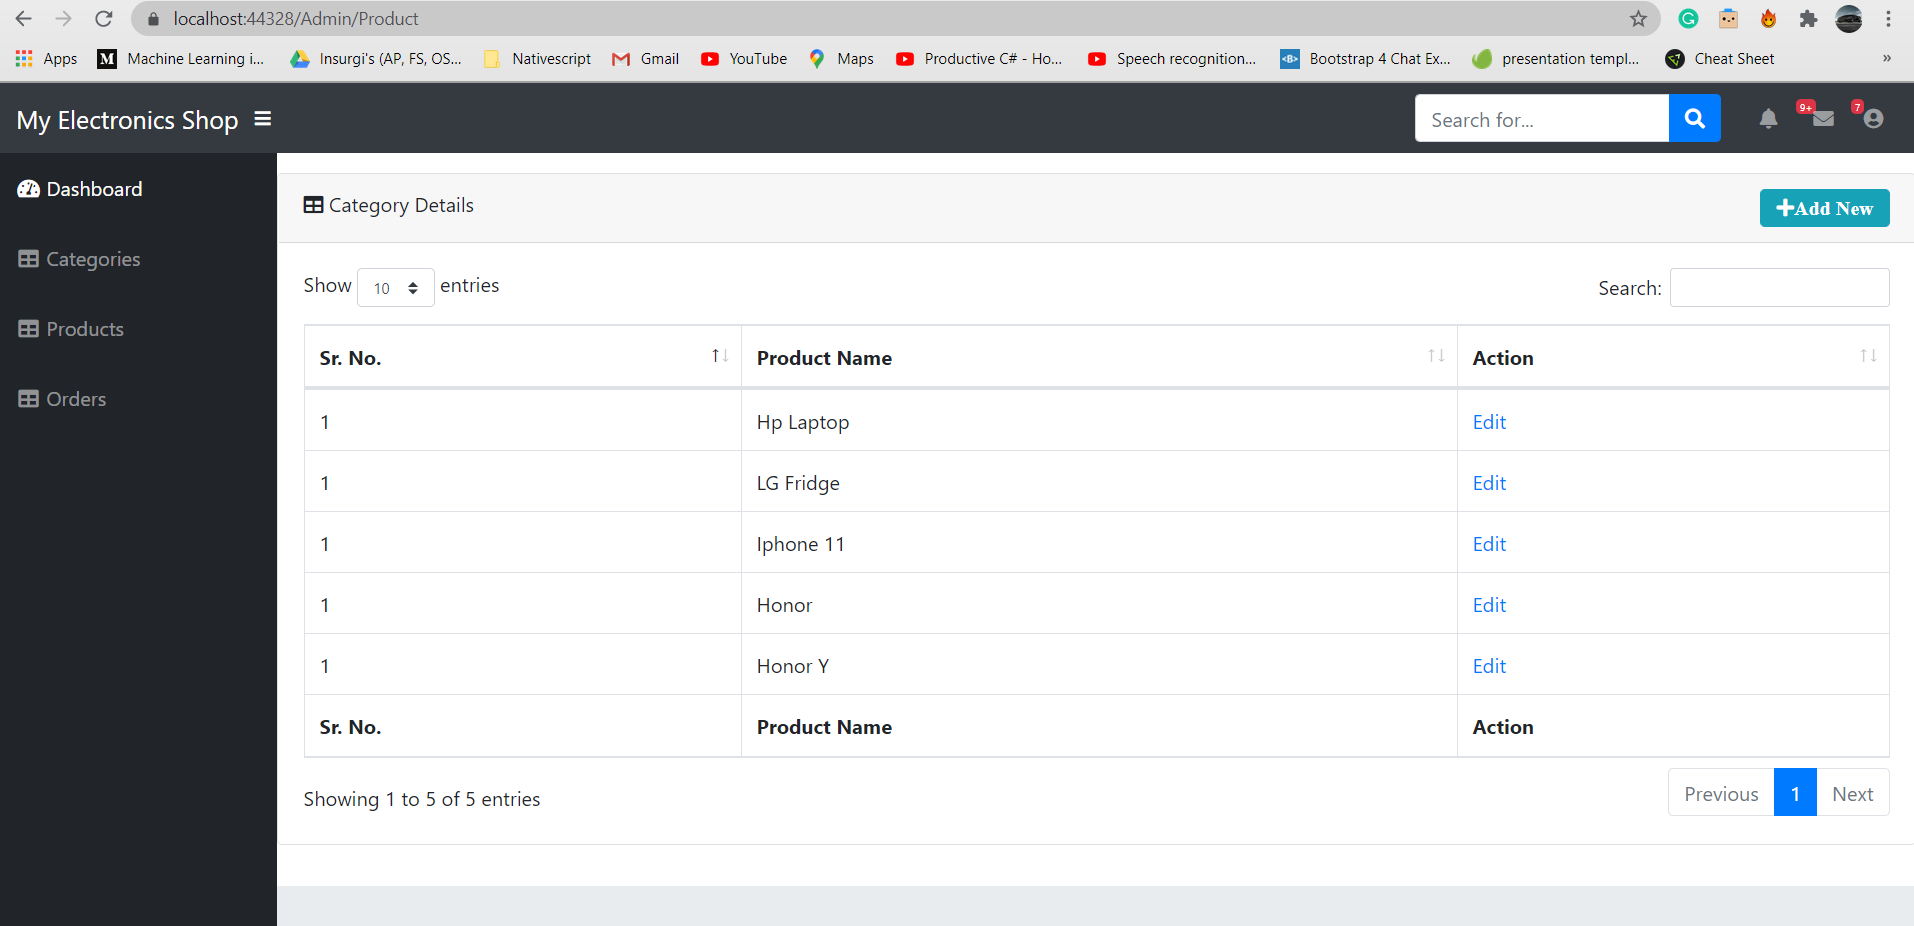 localhost:44328/Admin/Product
Apps Machine Learning i... Insurgi's (AP, FS, OS... Nativescript Gmail YouTube Maps Productive C# - Ho... Speech recognition... Bootstrap 4 Chat Ex... presentation templ... Cheat Sheet »
My Electronics Shop Search for... 9+ 7
Dashboard
Categories
Products
Orders
Category Details Add New
Show 10 entries Search:
Sr. No. Product Name Action
1 Hp Laptop Edit
1 LG Fridge Edit
1 Iphone 11 Edit
1 Honor Edit
1 Honor Y Edit
Sr. No. Product Name Action
Showing 1 to 5 of 5 entries Previous 1 Next